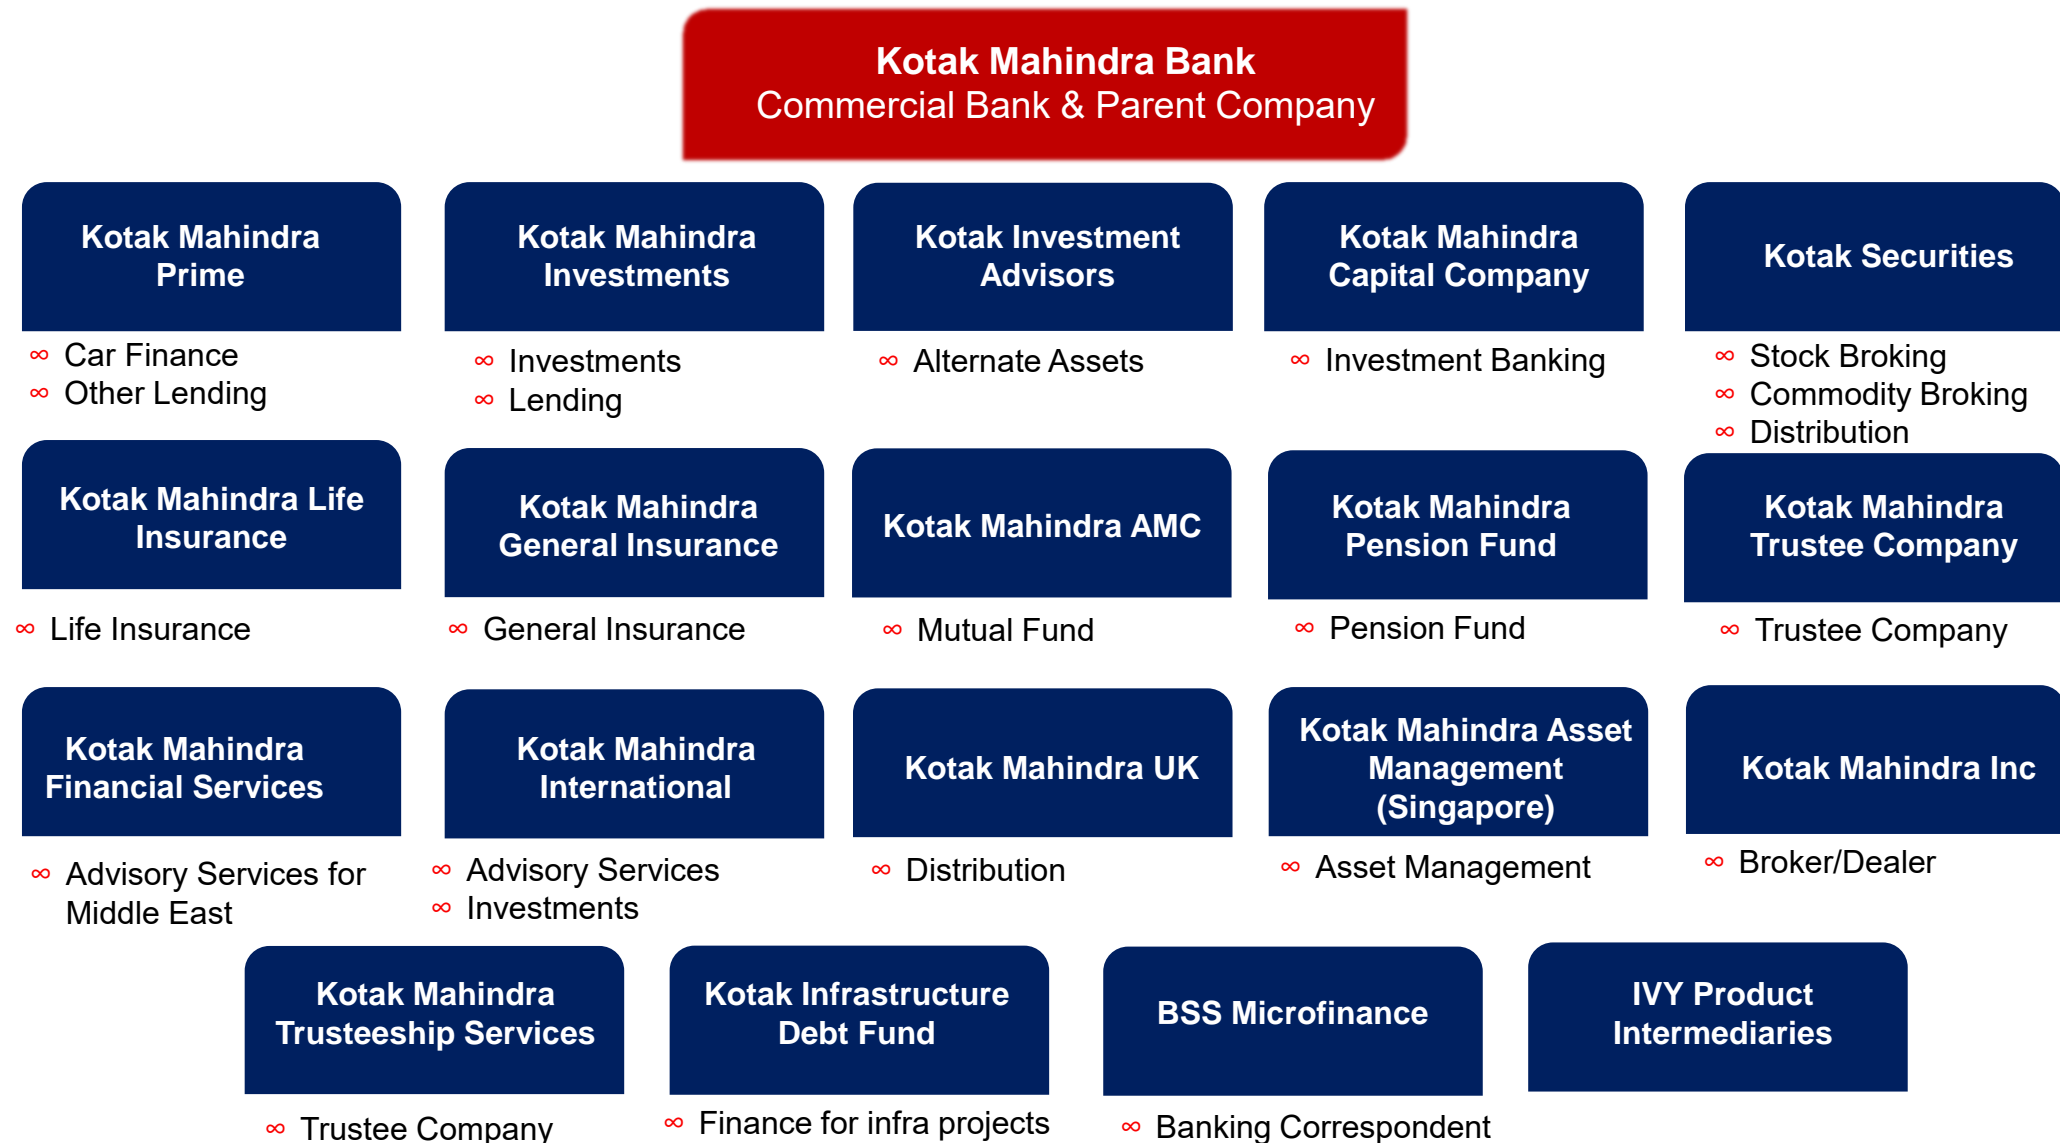 Kotak Mahindra Bank
Commercial Bank & Parent Company
Kotak Mahindra
Prime
∞ Car Finance
∞ Other Lending
Kotak Mahindra
Investments
∞ Investments
∞ Lending
Kotak Investment
Advisors
∞ Alternate Assets
Kotak Mahindra
Capital Company
∞ Investment Banking
Kotak Securities
∞ Stock Broking
∞ Commodity Broking
∞ Distribution
Kotak Mahindra Life
Insurance
∞ Life Insurance
Kotak Mahindra
General Insurance
∞ General Insurance
Kotak Mahindra AMC
∞ Mutual Fund
Kotak Mahindra
Pension Fund
∞ Pension Fund
Kotak Mahindra
Trustee Company
∞ Trustee Company
Kotak Mahindra
Financial Services
∞ Advisory Services for
Middle East
Kotak Mahindra
International
∞ Advisory Services
∞ Investments
Kotak Mahindra UK
∞ Distribution
Kotak Mahindra Asset
Management
(Singapore)
∞ Asset Management
Kotak Mahindra Inc
∞ Broker/Dealer
Kotak Mahindra
Trusteeship Services
∞ Trustee Company
Kotak Infrastructure
Debt Fund
∞ Finance for infra projects
BSS Microfinance
∞ Banking Correspondent
IVY Product
Intermediaries